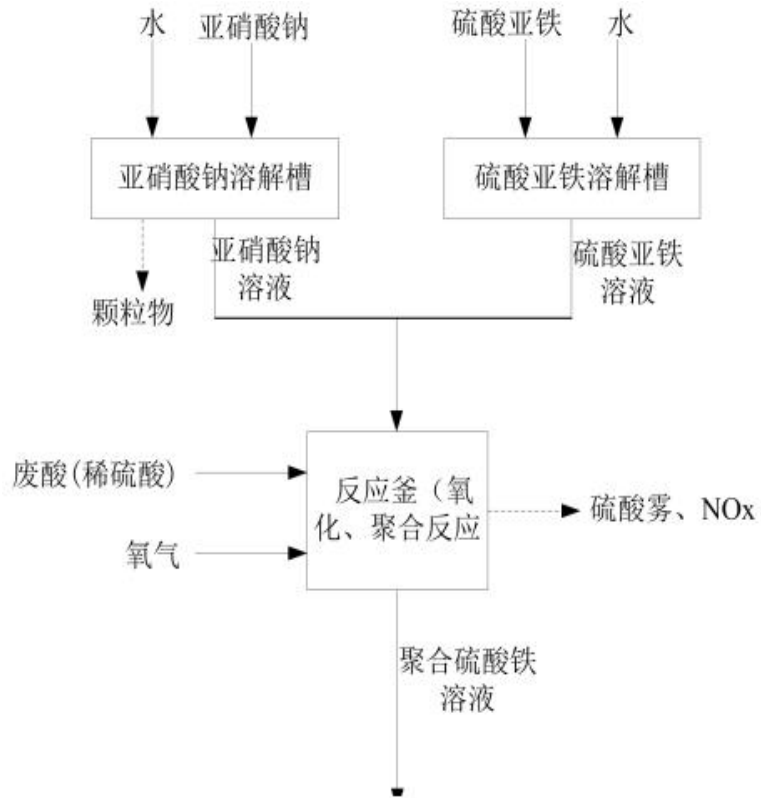 水
亚硝酸钠
硫酸亚铁
水
亚硝酸钠溶解槽
硫酸亚铁溶解槽
亚硝酸钠
溶液
硫酸亚铁
溶液
颗粒物
废酸(稀硫酸)
氧气
反应釜（氧
化、聚合反应
硫酸雾、NOx
聚合硫酸铁
溶液